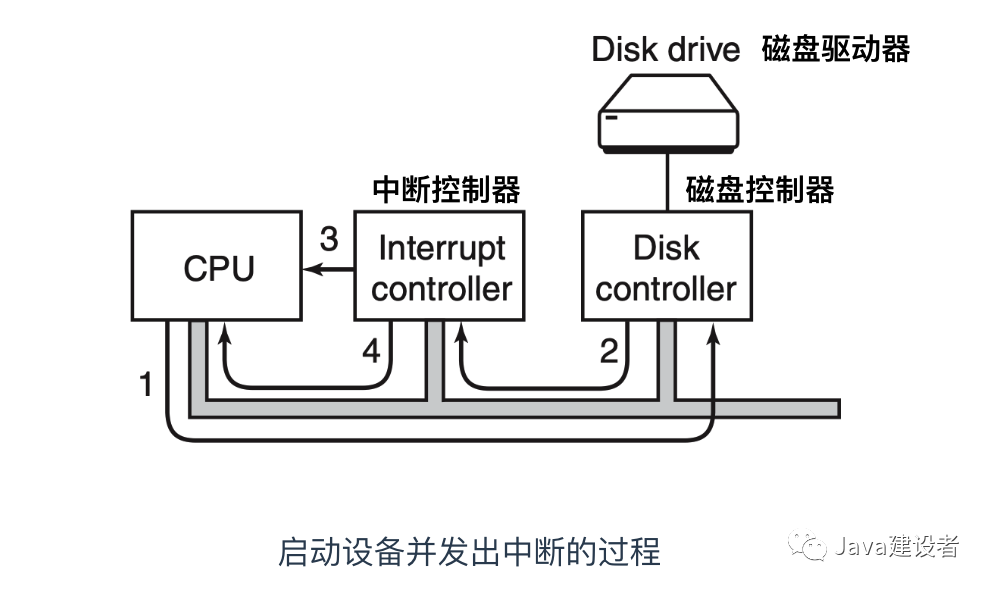 Disk drive 磁盘驱动器
中断控制器
磁盘控制器
CPU
3
Interrupt
controller
Disk
controller
1
4
2
启动设备并发出中断的过程
Java建设者